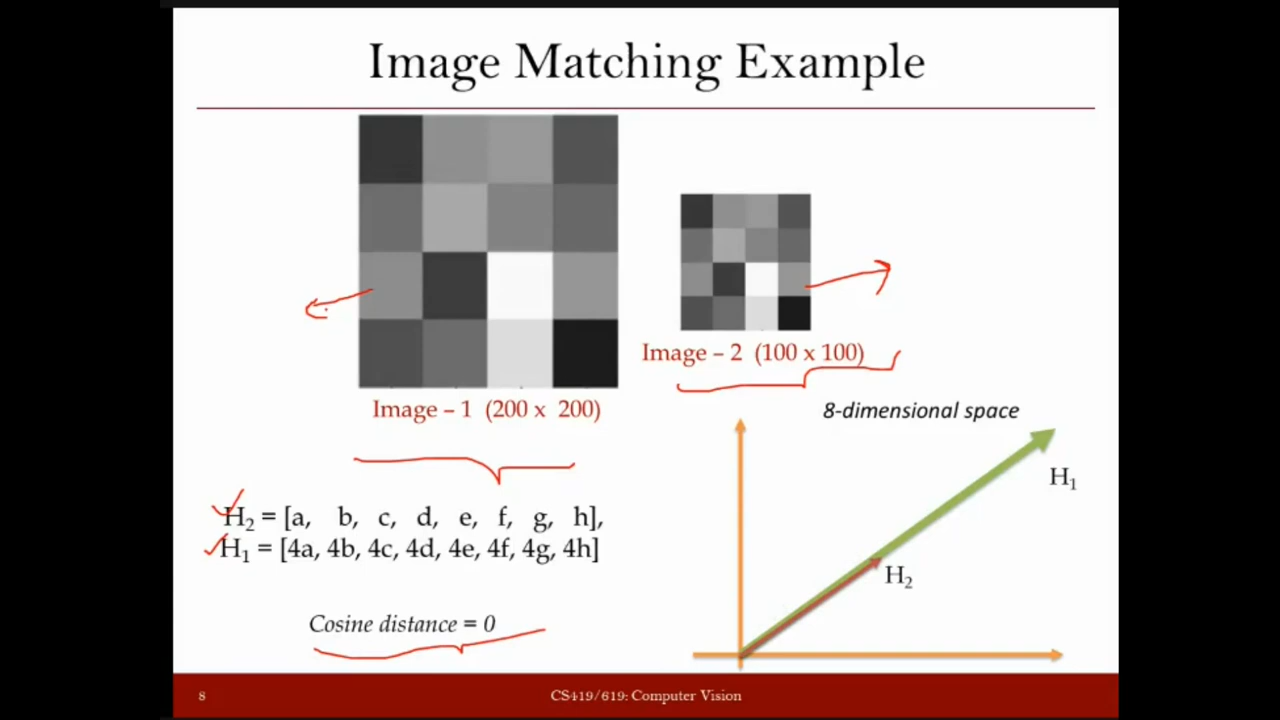 Image Matching Example
Image – 2 (100 x 100)
Image – 1 (200 x 200)
8-dimensional space
H₁
H₂ = [a, b, c, d, e, f, g, h],
H₁ = [4a, 4b, 4c, 4d, 4e, 4f, 4g, 4h]
H₂
Cosine distance = 0
8
CS419/619: Computer Vision